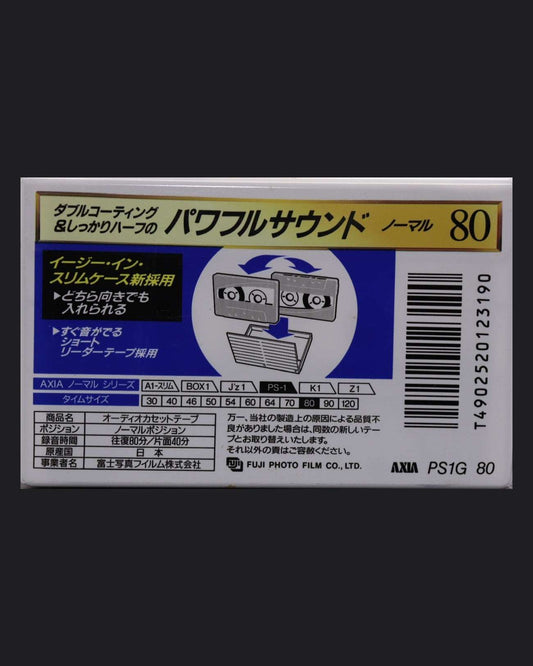 ダブルコーティング
&しっかりハーフの パワフルサウンド ノーマル 80
イージー・イン・
スリムケース新採用
▶どちら向きでも
入れられる
▶すぐ音がでる
ショート
リーダーテープ採用
AXIA ノーマル シリーズ A1-スリム BOX1 J'z1 PS-1 K1 Z1
タイムサイズ 30 40 46 50 54 60 64 70 80 90 120
商品名 オーディオカセットテープ
ポジション ノーマルポジション
録音時間 往復80分/片面40分
原産国 日本
事業者名 富士写真フイルム株式会社
万一、当社の製造上の原因による品質不
良がありました場合は、同数の新しいテー
プとお取り替えいたします。
それ以外の責はご容赦ください。
FUJI FUJI PHOTO FILM CO., LTD.
T4902520123190
AXIA PS1G 80